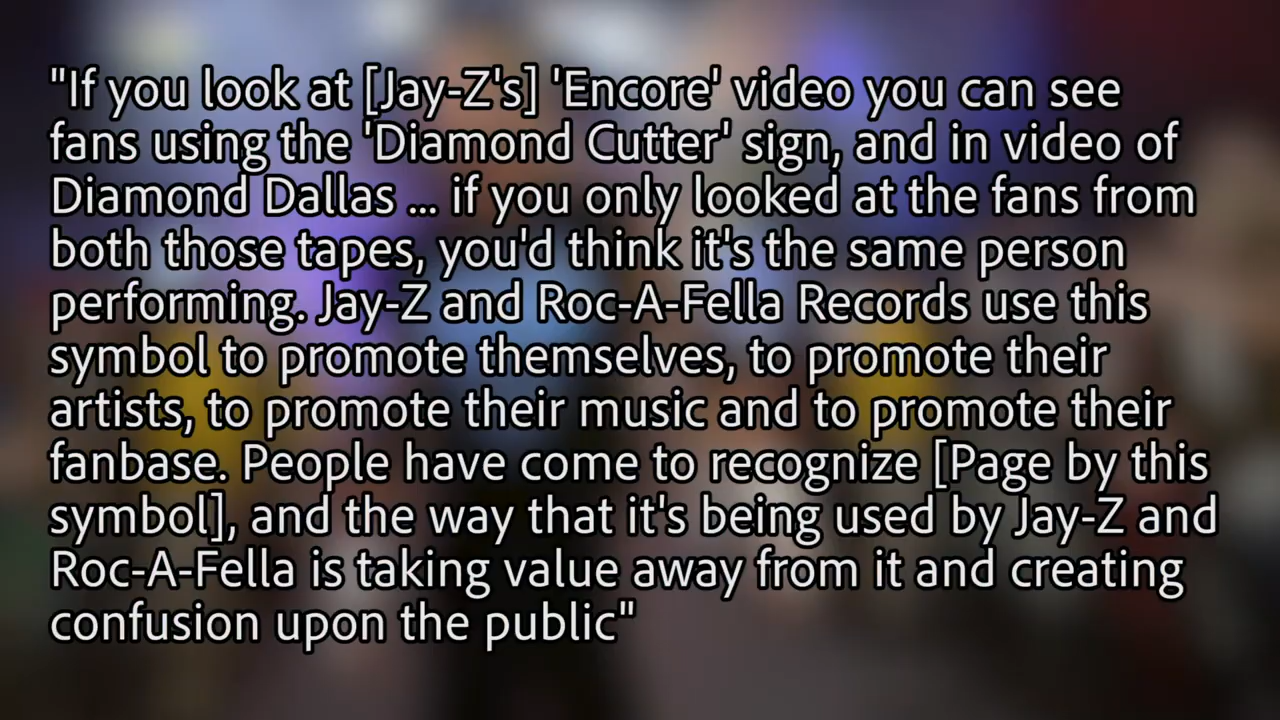 "If you look at [Jay-Z's] 'Encore' video you can see
fans using the 'Diamond Cutter' sign, and in video of
Diamond Dallas ... if you only looked at the fans from
both those tapes, you'd think it's the same person
performing. Jay-Z and Roc-A-Fella Records use this
symbol to promote themselves, to promote their
artists, to promote their music and to promote their
fanbase. People have come to recognize [Page by this
symbol], and the way that it's being used by Jay-Z and
Roc-A-Fella is taking value away from it and creating
confusion upon the public"